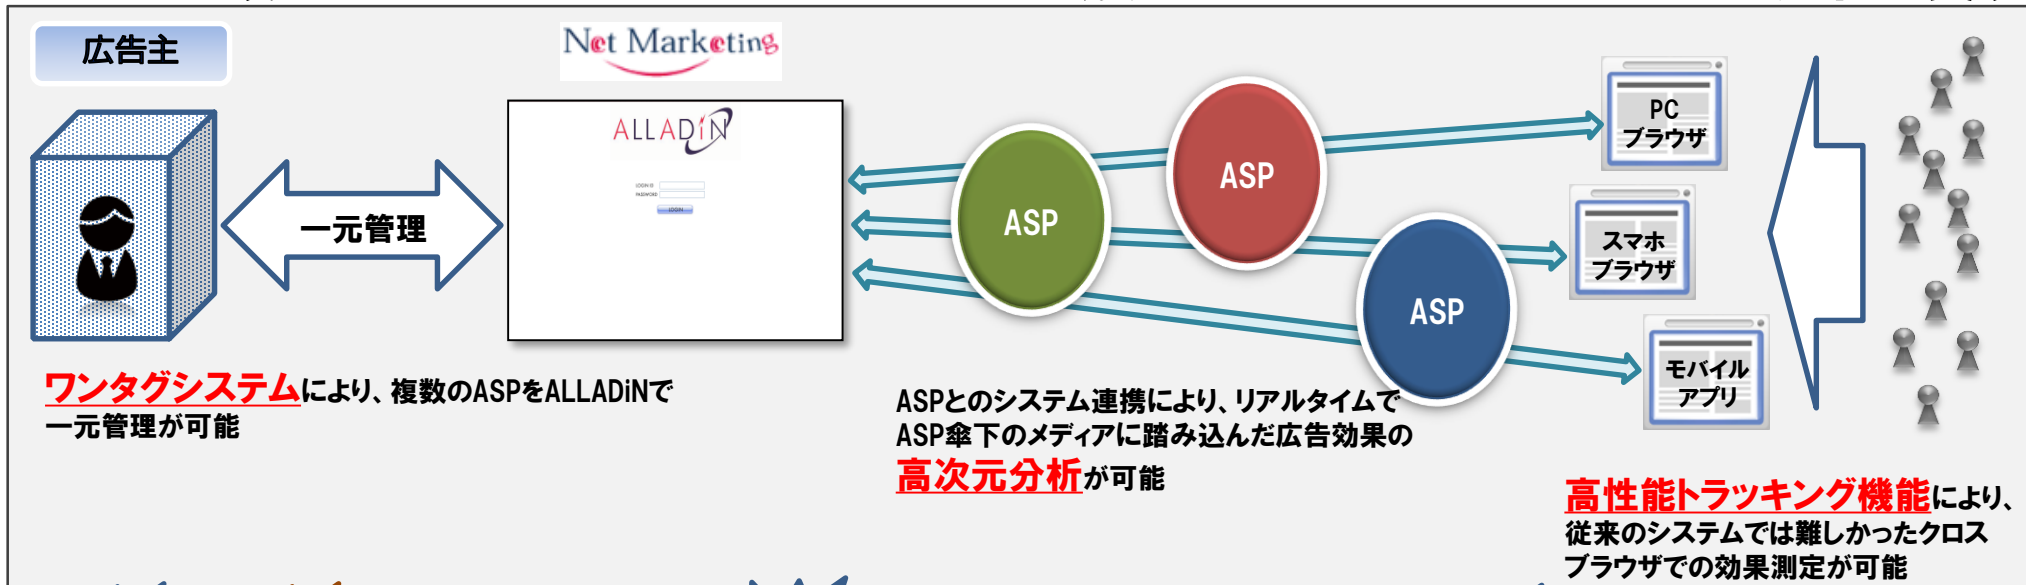 広告主
Net Marketing
ALLADiN
LOGIN ID
PASSWORD
LOGIN
一元管理
ASP
ASP
ASP
PC
ブラウザ
スマホ
ブラウザ
モバイル
アプリ
ワンタグシステムにより、複数のASPをALLADiNで
一元管理が可能
ASPとのシステム連携により、リアルタイムで
ASP傘下のメディアに踏み込んだ広告効果の
高次元分析が可能
高性能トラッキング機能により、
従来のシステムでは難しかったクロス
ブラウザでの効果測定が可能